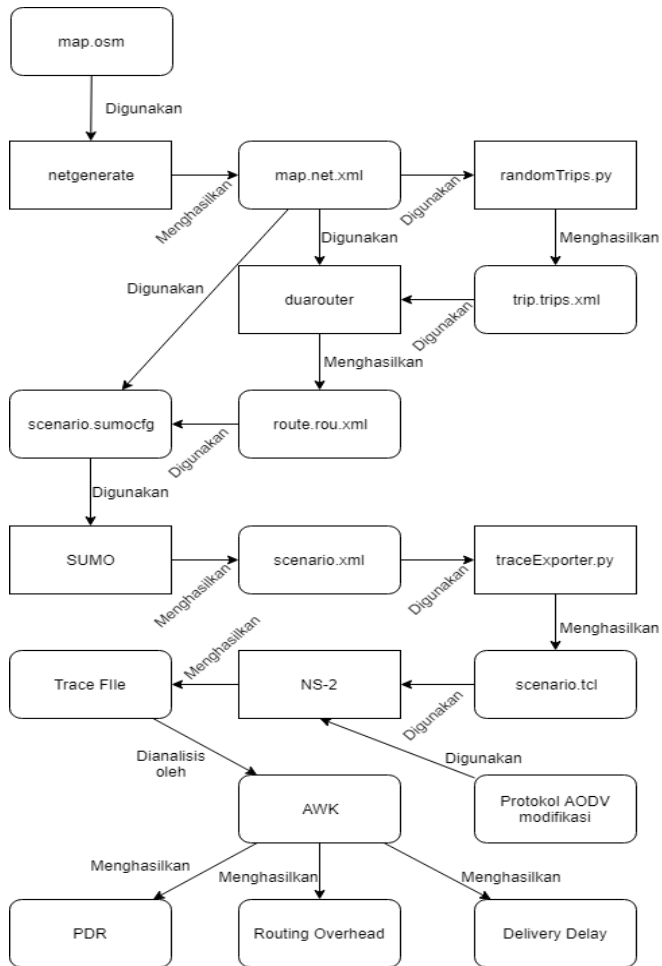 map.osm
Digunakan
netgenerate
Menghasilkan
map.net.xml
Digunakan
randomTrips.py
Digunakan
Digunakan
Menghasilkan
duarouter
Digunakan
trip.trips.xml
Menghasilkan
scenario.sumocfg
Digunakan
route.rou.xml
Digunakan
SUMO
Menghasilkan
scenario.xml
Digunakan
traceExporter.py
Menghasilkan
Trace FIle
Menghasilkan
NS-2
Digunakan
scenario.tcl
Dianalisis
oleh
Digunakan
AWK
Protokol AODV
modifikasi
Menghasilkan
Menghasilkan
Menghasilkan
PDR
Routing Overhead
Delivery Delay